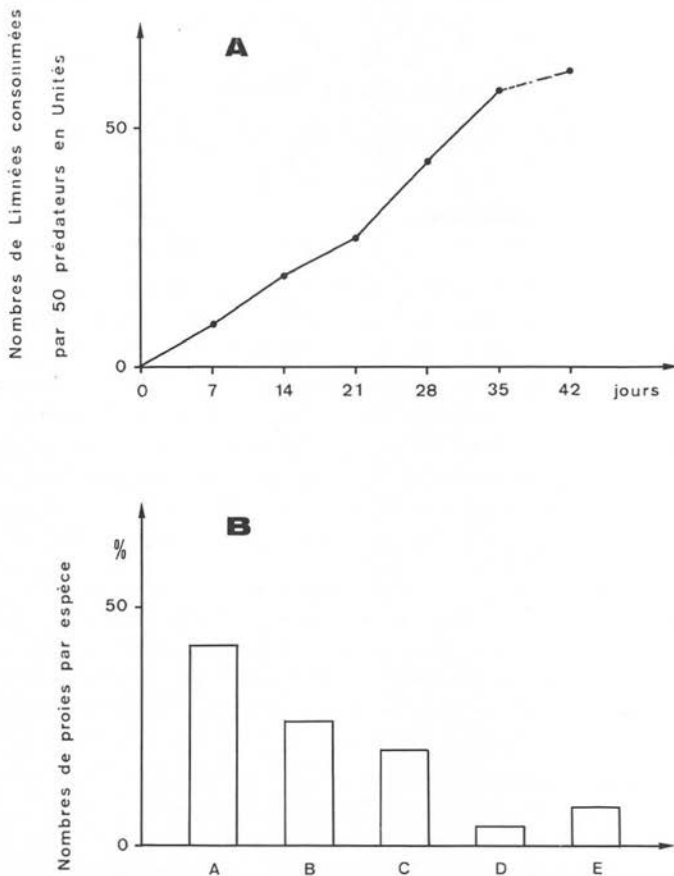 A
Nombres de Limnées consommées
par 50 prédateurs en Unités
50
0
0 7 14 21 28 35 42 jours
B
%
Nombres de proies par espèce
50
0
A B C D E